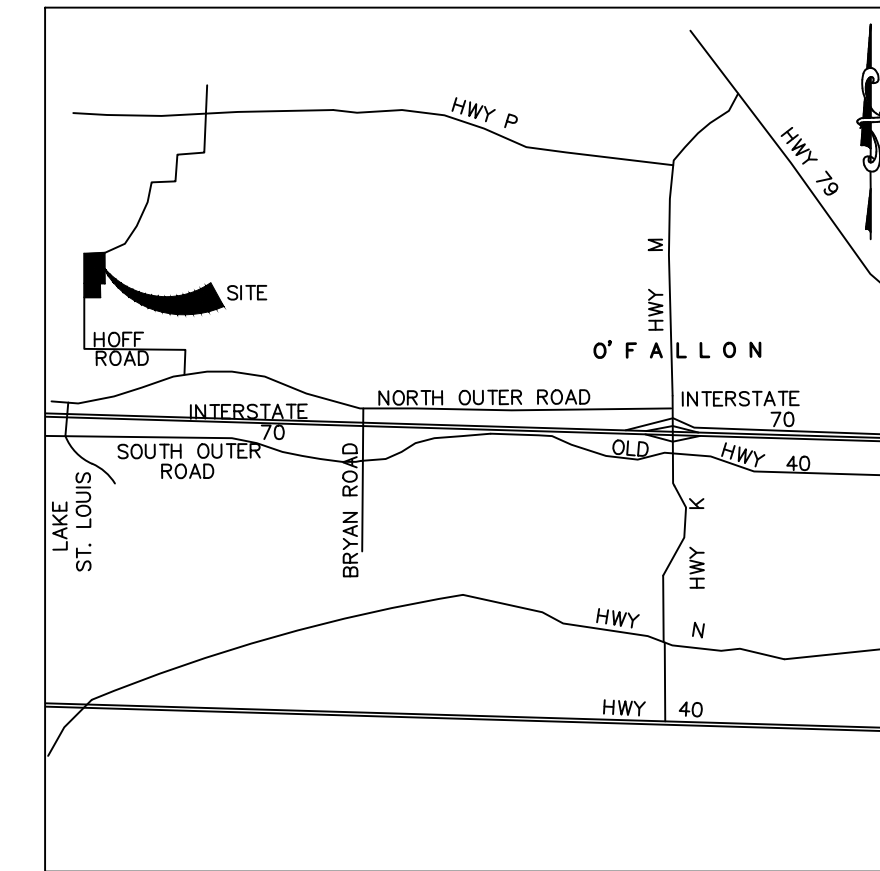 HWY P
HWY 79
HWY M
SITE
HOFF
ROAD
O'FALLON
NORTH OUTER ROAD
INTERSTATE
70
INTERSTATE
70
SOUTH OUTER
ROAD
OLD HWY 40
LAKE
ST. LOUIS
BRYAN ROAD
HWY K
HWY N
HWY 40